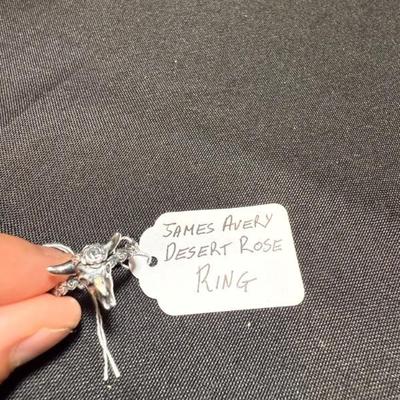 JAMES AVERY
DESERT ROSE
RING